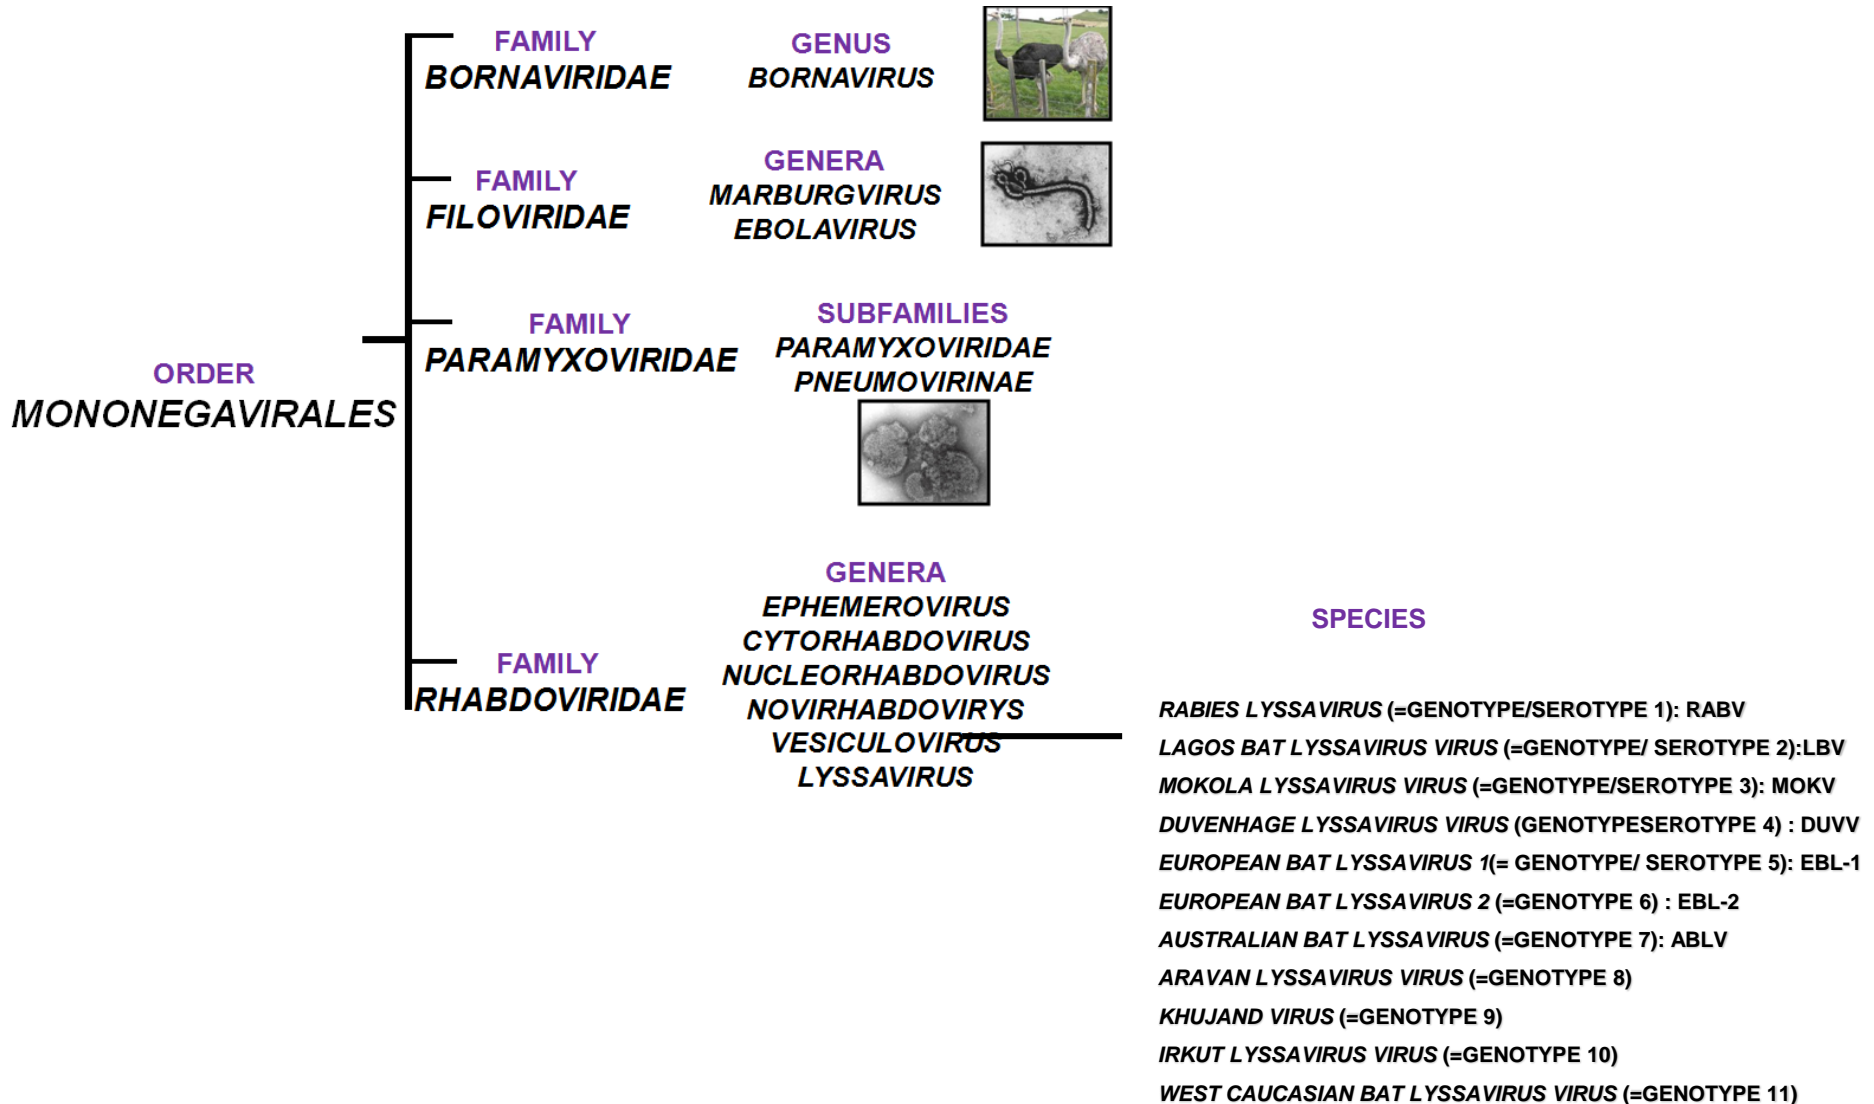 ORDER
MONONEGAVIRALES
FAMILY
BORNAVIRIDAE
GENUS
BORNAVIRUS
FAMILY
FILOVIRIDAE
GENERA
MARBURGVIRUS
EBOLAVIRUS
FAMILY
PARAMYXOVIRIDAE
SUBFAMILIES
PARAMYXOVIRIDAE
PNEUMOVIRINAE
FAMILY
RHABDOVIRIDAE
GENERA
EPHEMEROVIRUS
CYTORHABDOVIRUS
NUCLEORHABDOVIRUS
NOVIRHABDOVIRYS
VESICULOVIRUS
LYSSAVIRUS
SPECIES
RABIES LYSSAVIRUS (=GENOTYPE/SEROTYPE 1): RABV
LAGOS BAT LYSSAVIRUS VIRUS (=GENOTYPE/ SEROTYPE 2):LBV
MOKOLA LYSSAVIRUS VIRUS (=GENOTYPE/SEROTYPE 3): MOKV
DUVENHAGE LYSSAVIRUS VIRUS (GENOTYPESEROTYPE 4) : DUVV
EUROPEAN BAT LYSSAVIRUS 1(= GENOTYPE/ SEROTYPE 5): EBL-1
EUROPEAN BAT LYSSAVIRUS 2 (=GENOTYPE 6) : EBL-2
AUSTRALIAN BAT LYSSAVIRUS (=GENOTYPE 7): ABLV
ARAVAN LYSSAVIRUS VIRUS (=GENOTYPE 8)
KHUJAND VIRUS (=GENOTYPE 9)
IRKUT LYSSAVIRUS VIRUS (=GENOTYPE 10)
WEST CAUCASIAN BAT LYSSAVIRUS VIRUS (=GENOTYPE 11)